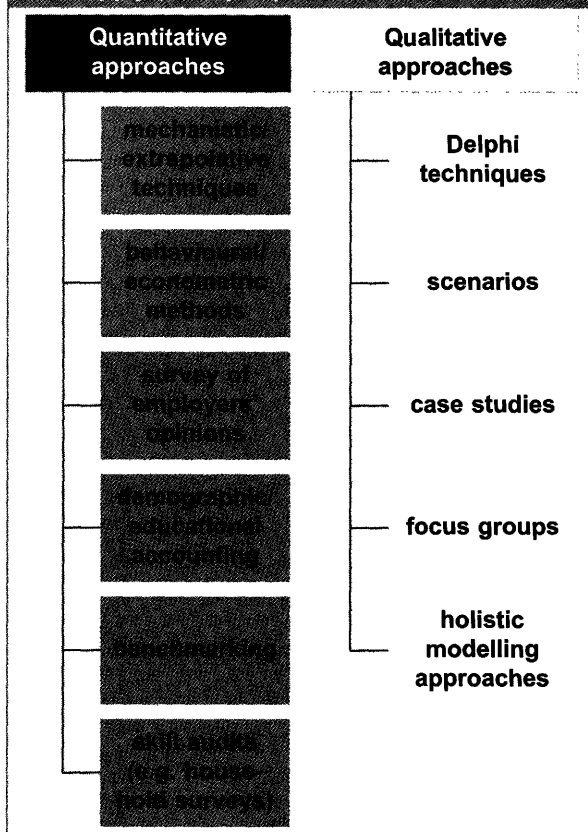 Quantitative
approaches
mechanistic/
extrapolative
techniques
behavioural/
econometric
methods
survey of
employers'
opinions
demographic/
educational
accounting
benchmarking
skill audits
(e.g. house-
hold surveys)
Qualitative
approaches
Delphi
techniques
scenarios
case studies
focus groups
holistic
modelling
approaches